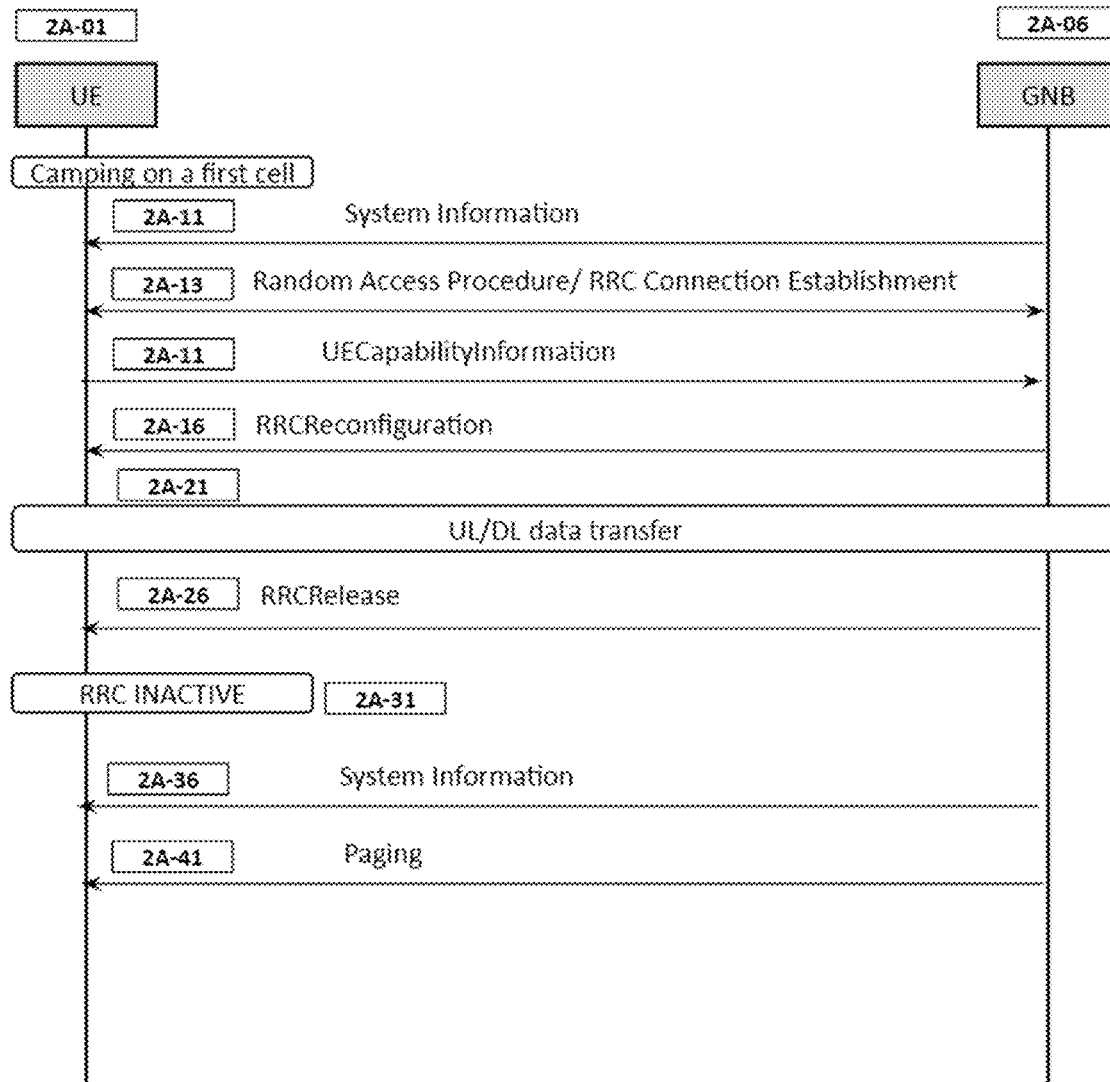 2A-01
2A-06
UE
GNB
Camping on a first cell
2A-11 System Information
2A-13 Random Access Procedure/ RRC Connection Establishment
2A-11 UECapabilityInformation
2A-16 RRCReconfiguration
2A-21
UL/DL data transfer
2A-26 RRCRelease
RRC INACTIVE 2A-31
2A-36 System Information
2A-41 Paging